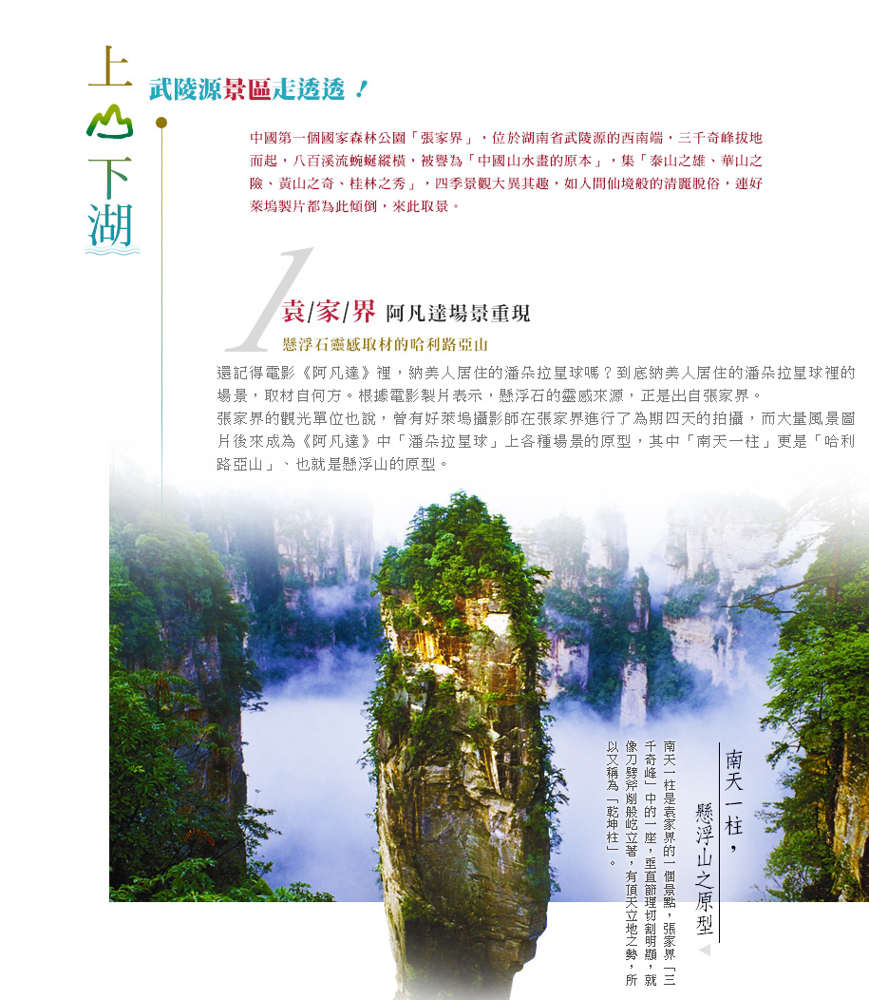 上
下
湖
武陵源景區走透透！
中國第一個國家森林公園「張家界」，位於湖南省武陵源的西南端，三千奇峰拔地
而起，八百溪流蜿蜒縱橫，被譽為「中國山水畫的原本」，集「泰山之雄、華山之
險、黃山之奇、桂林之秀」，四季景觀大異其趣，如人間仙境般的清麗脫俗，連好
萊塢製片都為此傾倒，來此取景。
1
袁/家/界 阿凡達場景重現
懸浮石靈感取材的哈利路亞山
還記得電影《阿凡達》裡，納美人居住的潘朵拉星球嗎？到底納美人居住的潘朵拉星球裡的
場景，取材自何方。根據電影製片表示，懸浮石的靈感來源，正是出自張家界。
張家界的觀光單位也說，曾有好萊塢攝影師在張家界進行了為期四天的拍攝，而大量風景圖
片後來成為《阿凡達》中「潘朵拉星球」上各種場景的原型，其中「南天一柱」更是「哈利
路亞山」、也就是懸浮山的原型。
南天一柱，
懸浮山之原型
南天一柱是袁家界的一個景點，張家界「三
千奇峰」中的一座，垂直節理切割明顯，就
像刀劈斧削般屹立著，有頂天立地之勢，所
以又稱為「乾坤柱」。